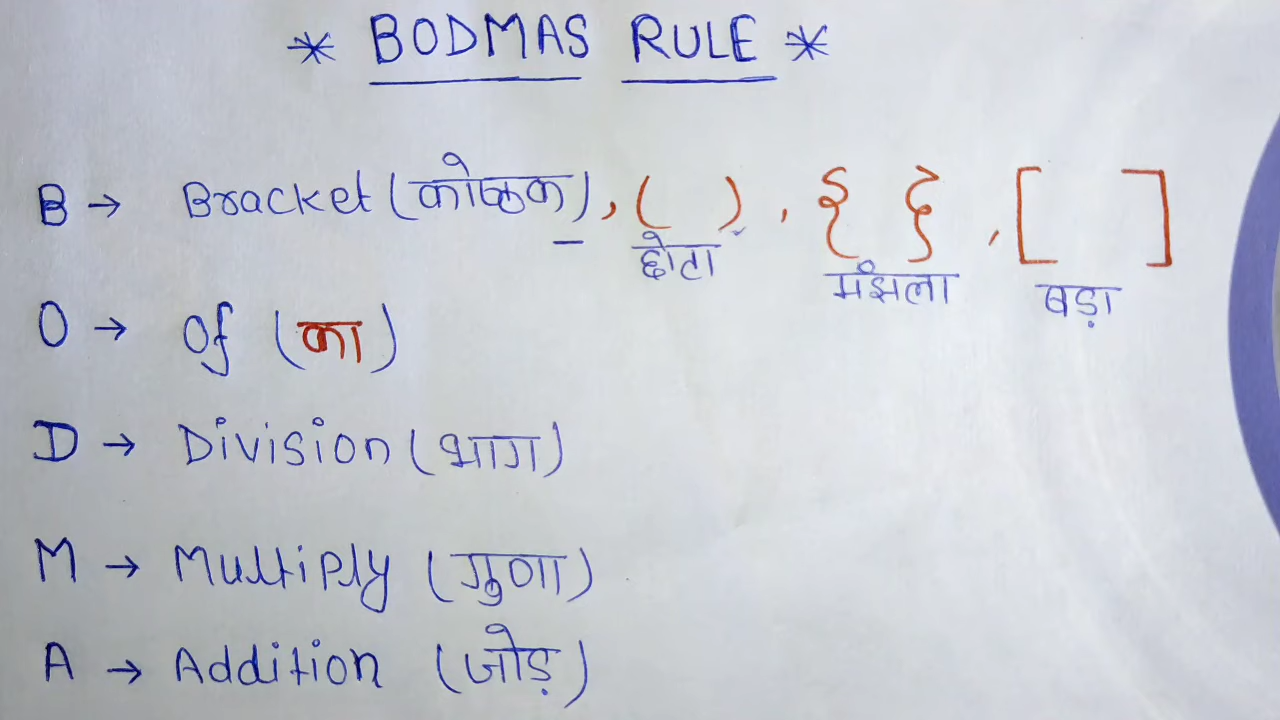 * BODMAS RULE *
B → Bracket (कोष्ठक), ( ), { }, [ ]
छोटा मंझला बड़ा
O → Of (का)
D → Division (भाग)
M → Multiply (गुणा)
A → Addition (जोड़)